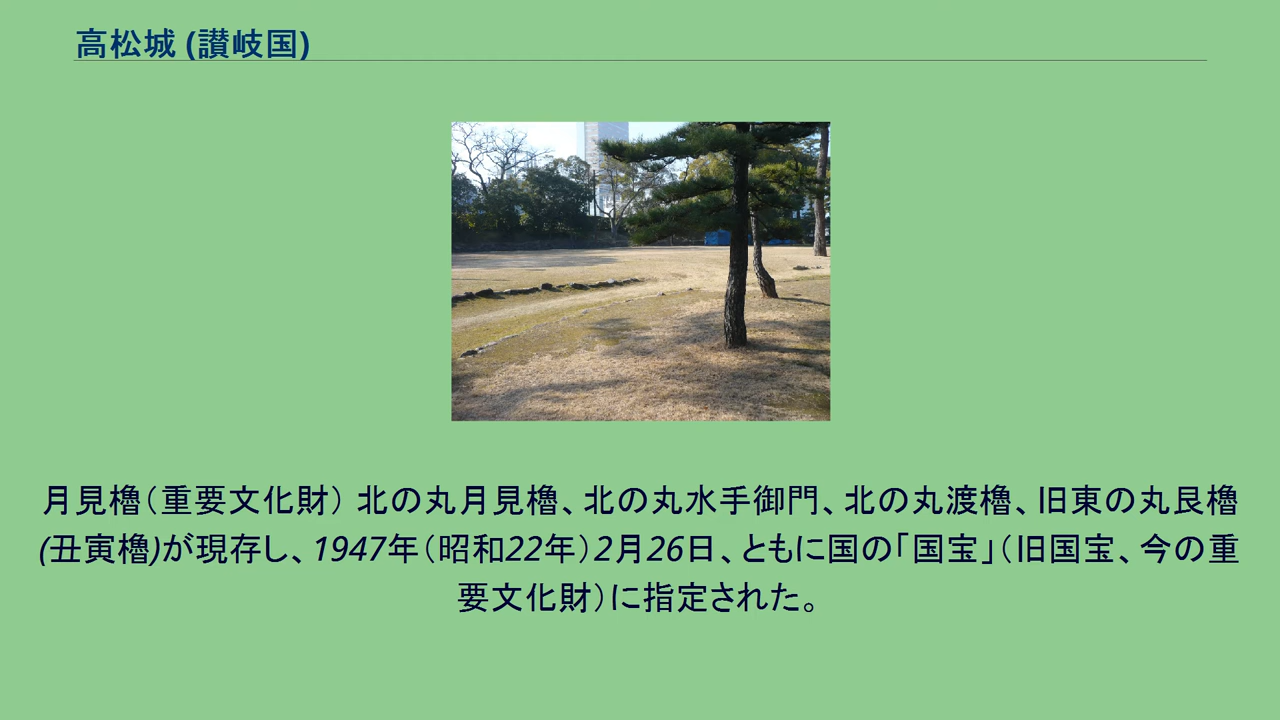 高松城 (讃岐国)
月見櫓（重要文化財） 北の丸月見櫓、北の丸水手御門、北の丸渡櫓、旧東の丸艮櫓
(丑寅櫓)が現存し、1947年（昭和22年）2月26日、ともに国の「国宝」（旧国宝、今の重
要文化財）に指定された。